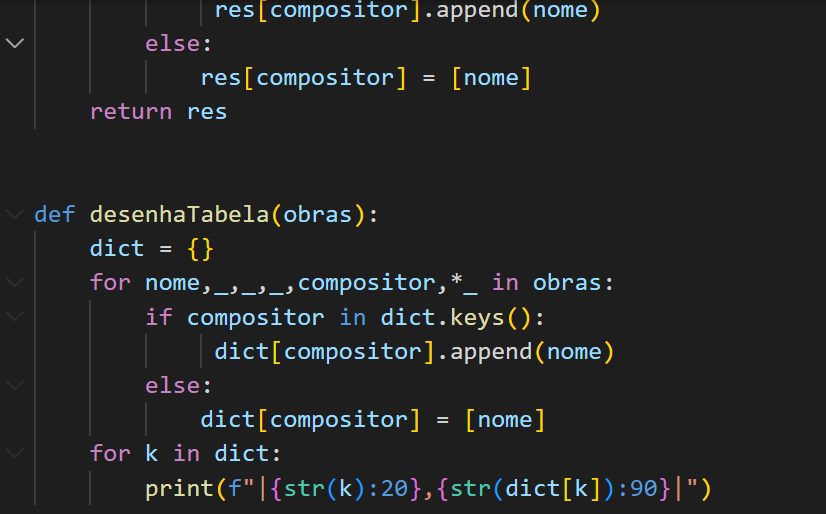 res[compositor].append(nome)
else:
res[compositor] = [nome]
return res
def desenhaTabela(obras):
dict = {}
for nome,_,_,_,compositor,*_ in obras:
if compositor in dict.keys():
dict[compositor].append(nome)
else:
dict[compositor] = [nome]
for k in dict:
print(f"|{str(k):20},{str(dict[k]):90}|")